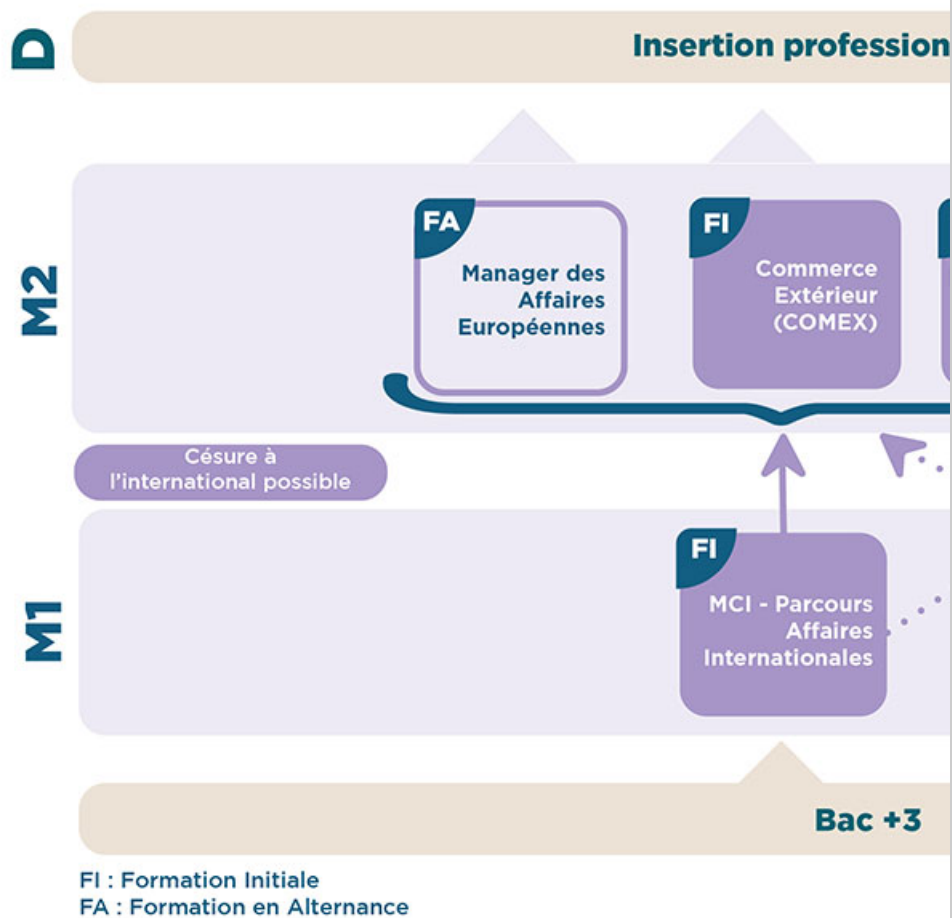 D
Insertion profession
M2
FA
Manager des
Affaires
Européennes
FI
Commerce
Extérieur
(COMEX)
Césure à
l'international possible
M1
FI
MCI - Parcours
Affaires
Internationales
Bac +3
FI : Formation Initiale
FA : Formation en Alternance